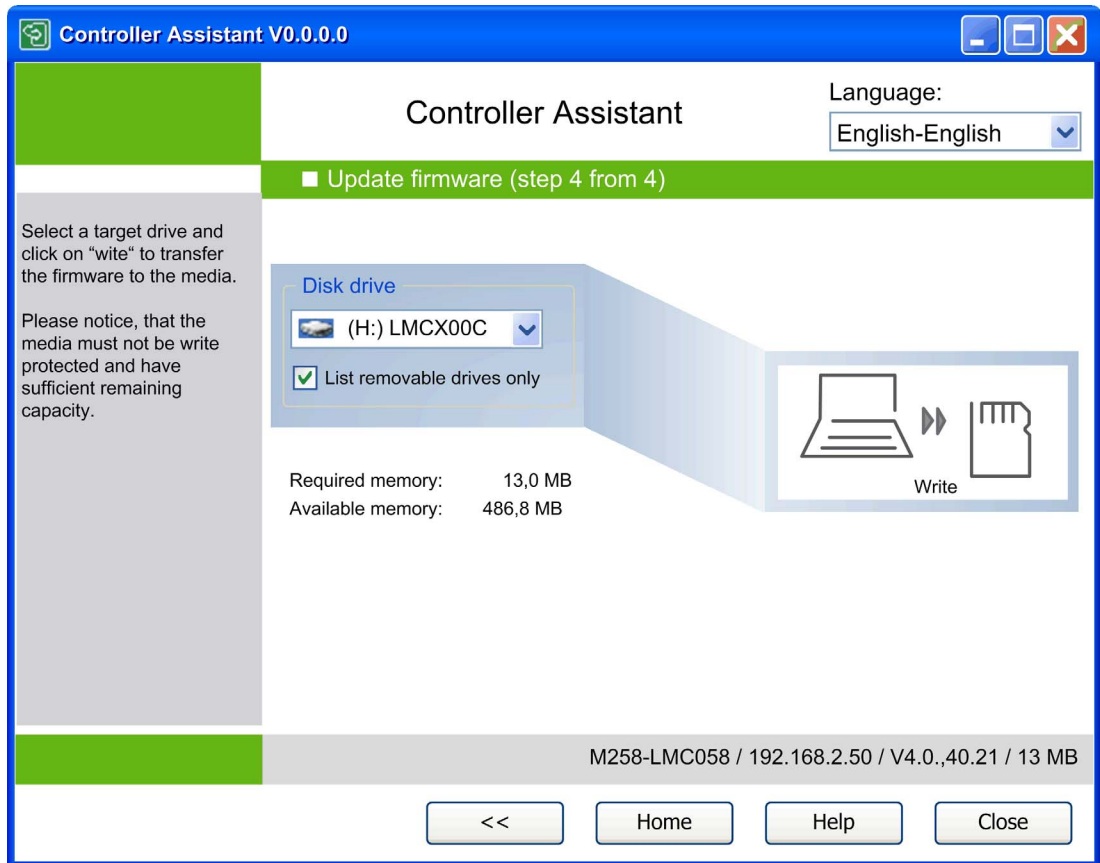 Controller Assistant V0.0.0.0
Controller Assistant
Language:
English-English
Update firmware (step 4 from 4)
Select a target drive and
click on “wite“ to transfer
the firmware to the media.
Please notice, that the
media must not be write
protected and have
sufficient remaining
capacity.
Disk drive
(H:) LMCX00C
List removable drives only
Required memory: 13,0 MB
Available memory: 486,8 MB
Write
M258-LMC058 / 192.168.2.50 / V4.0.,40.21 / 13 MB
<< Home Help Close